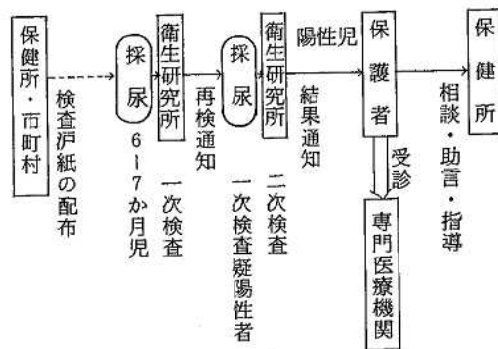 保健所・市町村
検査沪紙の配布
採尿
6～7か月児
衛生研究所
一次検査
再検通知
採尿
一次検査疑陽性者
衛生研究所
二次検査
陽性児
結果通知
保護者
受診
専門医療機関
相談・助言・指導
保健所